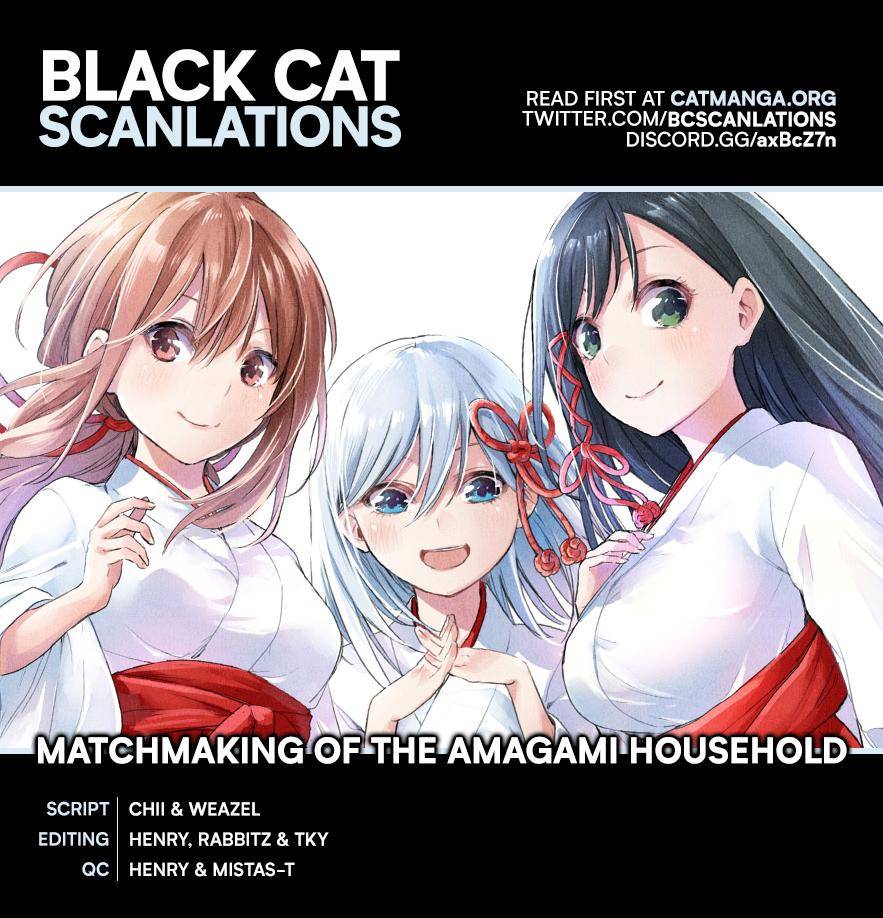 BLACK CAT
SCANLATIONS
READ FIRST AT CATMANGA.ORG
TWITTER.COM/BCSCANLATIONS
DISCORD.GG/axBcZ7n
MATCHMAKING OF THE AMAGAMI HOUSEHOLD
SCRIPT CHII & WEAZEL
EDITING HENRY, RABBITZ & TKY
QC HENRY & MISTAS-T